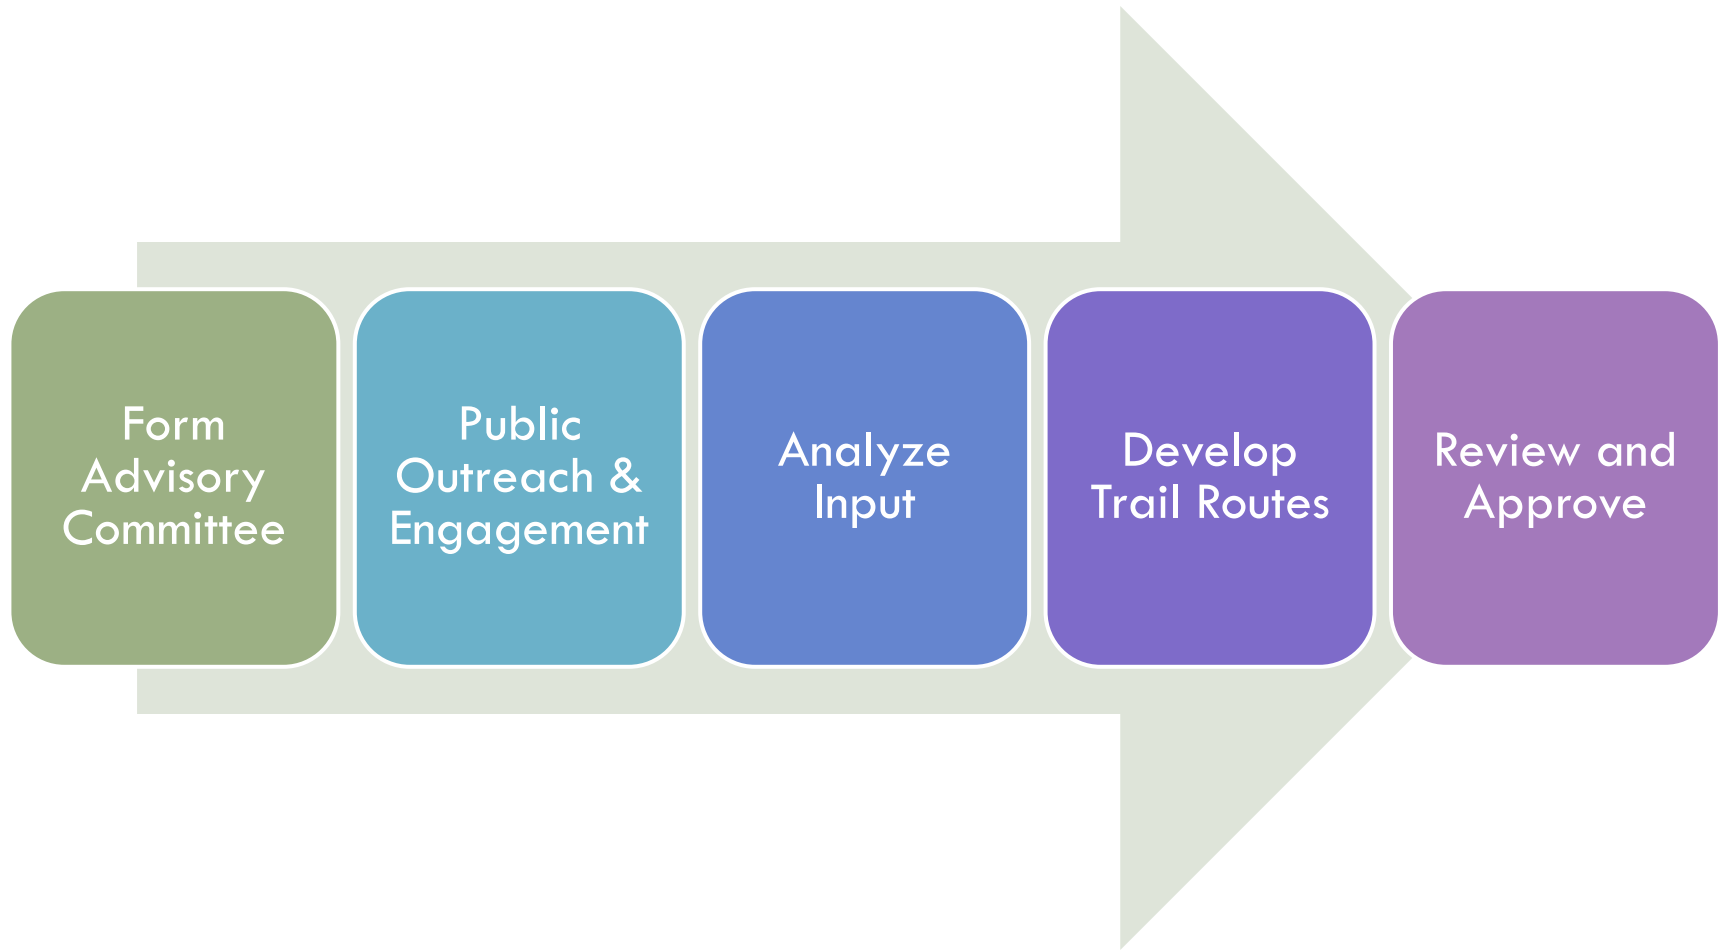 Form
Advisory
Committee
Public
Outreach &
Engagement
Analyze
Input
Develop
Trail Routes
Review and
Approve